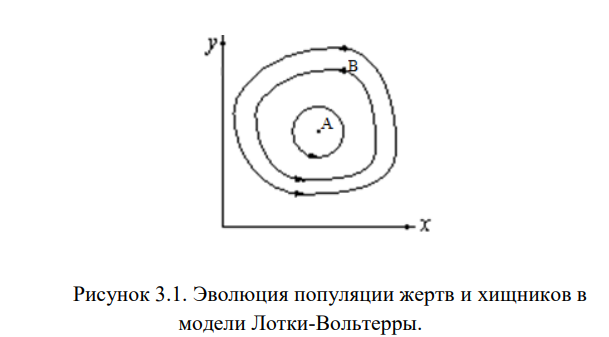 y
B
A
x
Рисунок 3.1. Эволюция популяции жертв и хищников в
модели Лотки-Вольтерры.